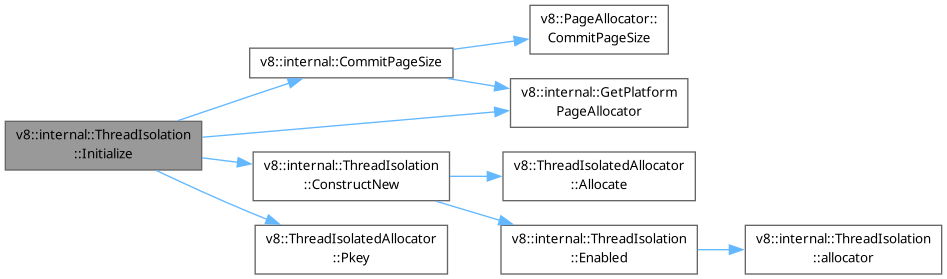 v8::PageAllocator::
CommitPageSize
v8::internal::CommitPageSize
v8::internal::GetPlatform
PageAllocator
v8::internal::ThreadIsolation
::Initialize
v8::internal::ThreadIsolation
::ConstructNew
v8::ThreadIsolatedAllocator
::Allocate
v8::ThreadIsolatedAllocator
::Pkey
v8::internal::ThreadIsolation
::Enabled
v8::internal::ThreadIsolation
::allocator